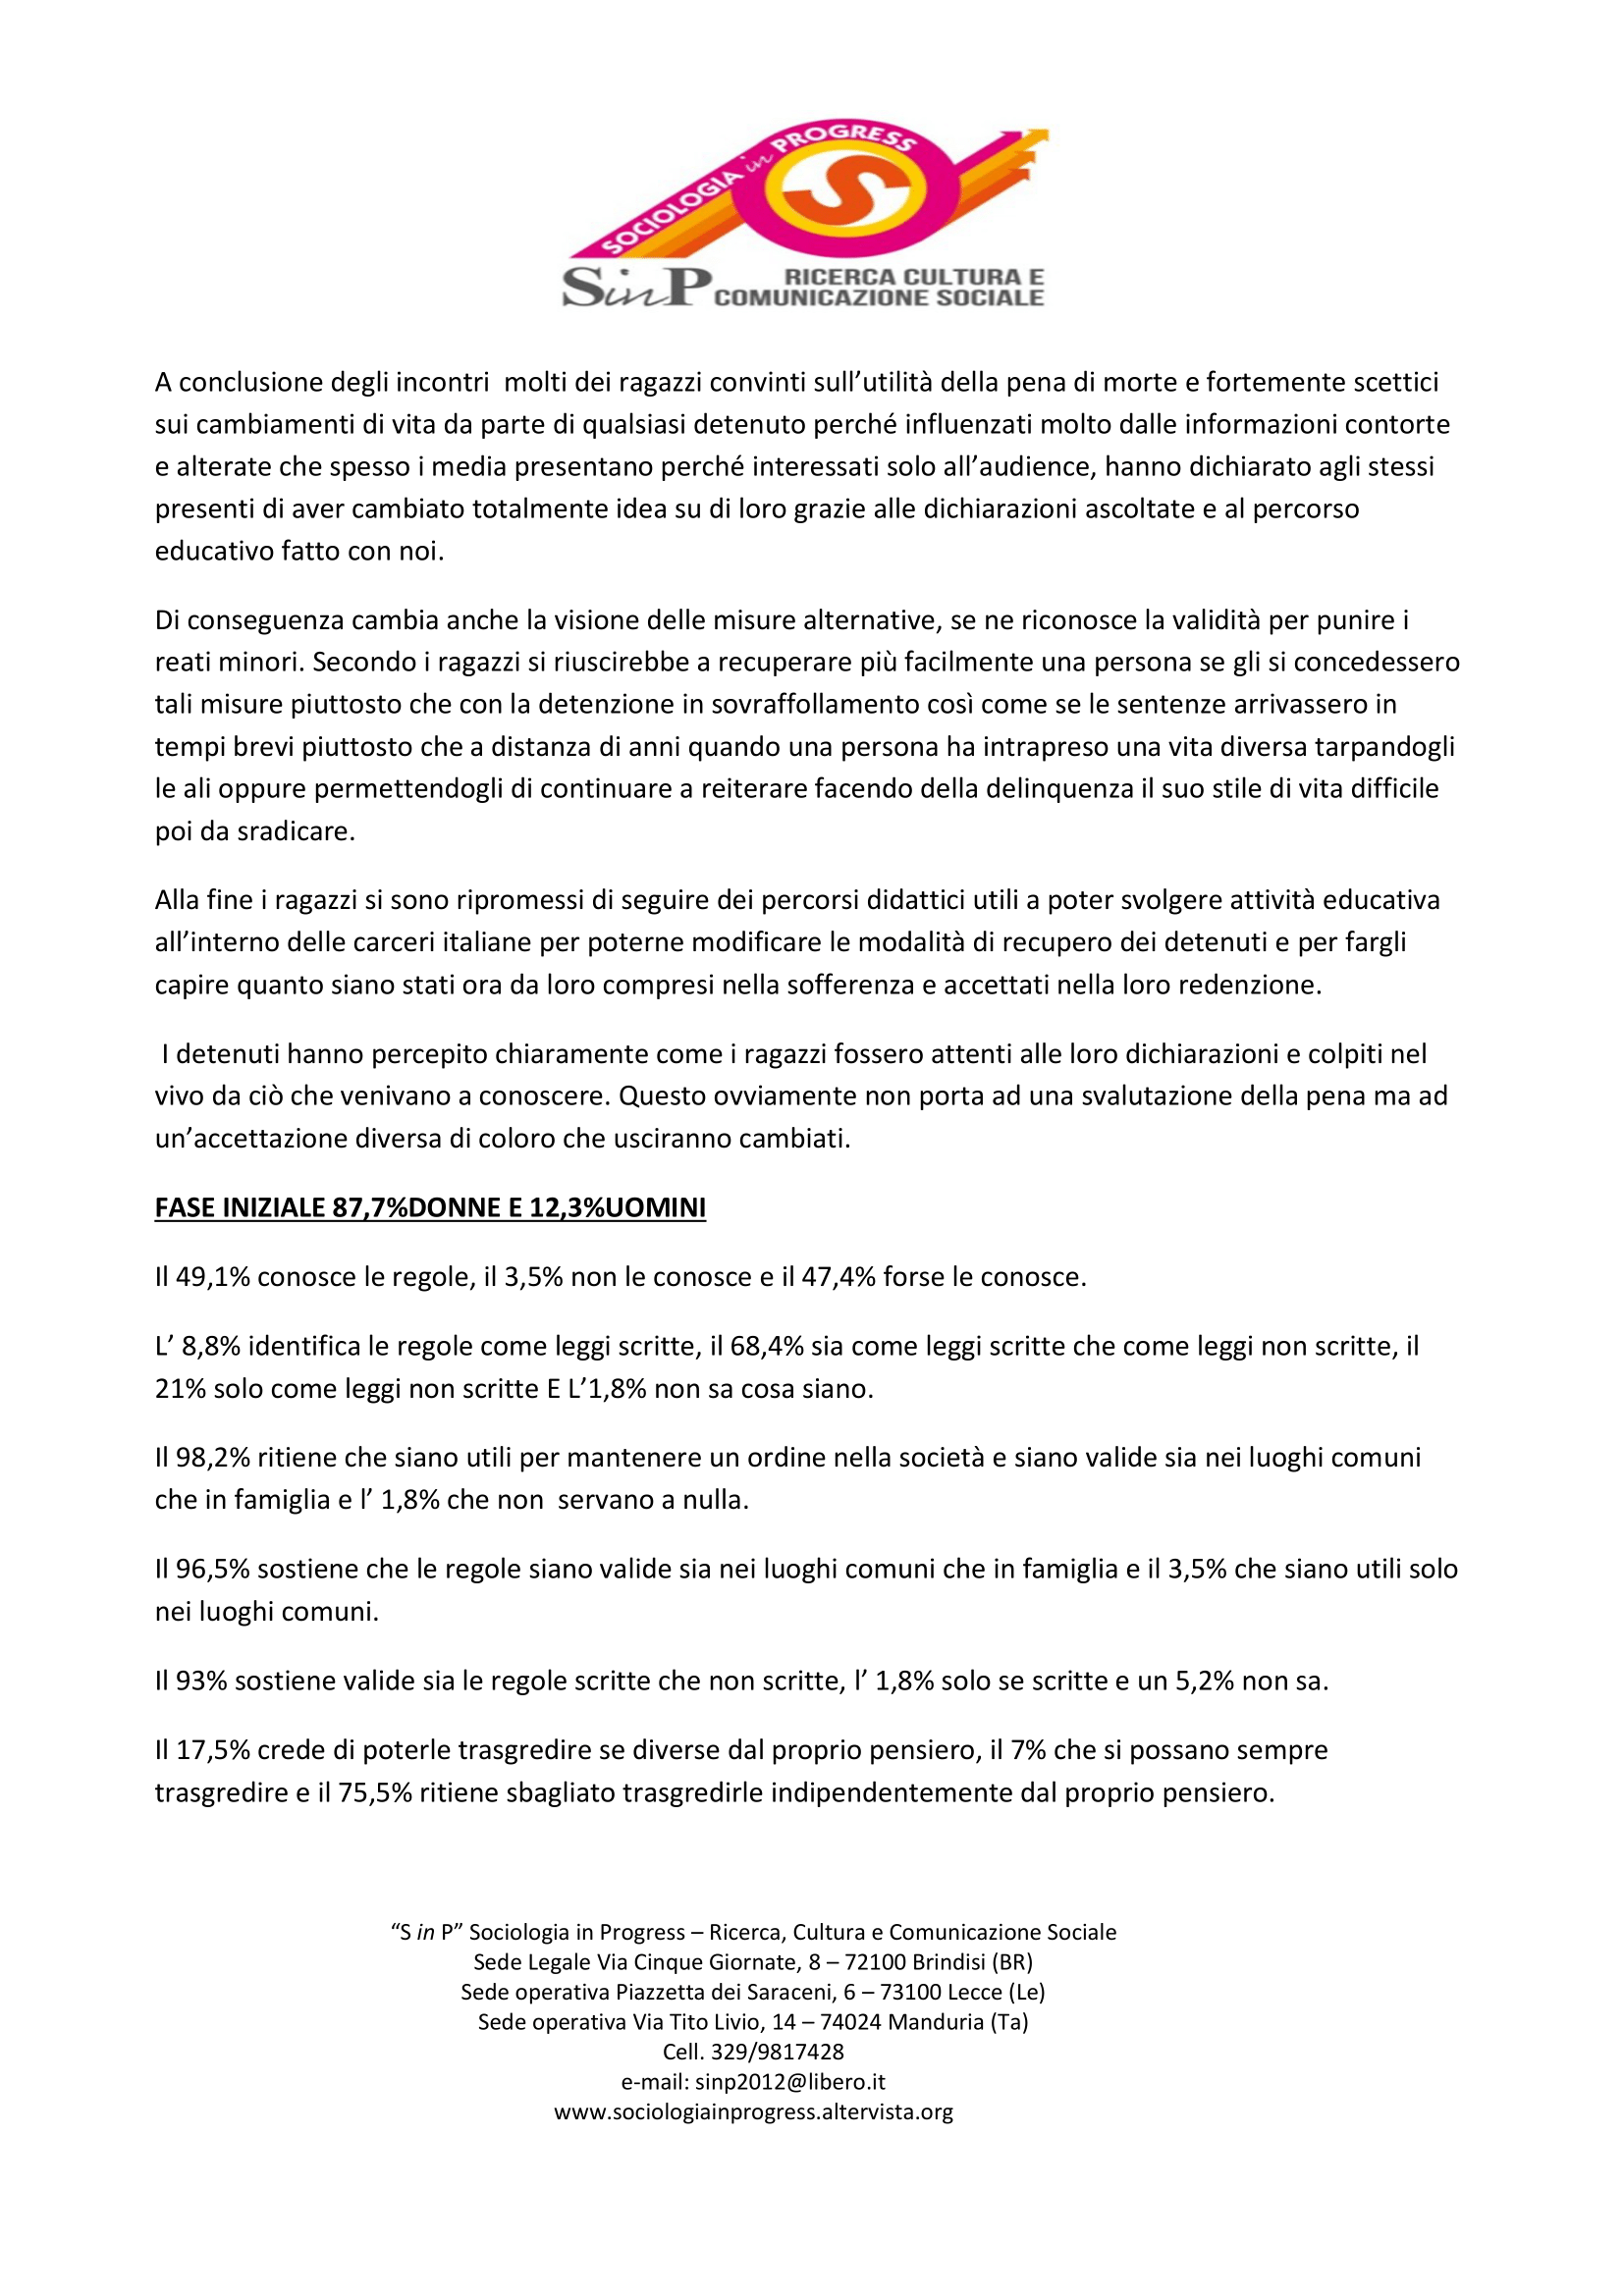 SOCIOLOGIA in PROGRESS
S
SinP RICERCA CULTURA E
COMUNICAZIONE SOCIALE
A conclusione degli incontri  molti dei ragazzi convinti sull’utilità della pena di morte e fortemente scettici
sui cambiamenti di vita da parte di qualsiasi detenuto perché influenzati molto dalle informazioni contorte
e alterate che spesso i media presentano perché interessati solo all’audience, hanno dichiarato agli stessi
presenti di aver cambiato totalmente idea su di loro grazie alle dichiarazioni ascoltate e al percorso
educativo fatto con noi.
Di conseguenza cambia anche la visione delle misure alternative, se ne riconosce la validità per punire i
reati minori. Secondo i ragazzi si riuscirebbe a recuperare più facilmente una persona se gli si concedessero
tali misure piuttosto che con la detenzione in sovraffollamento così come se le sentenze arrivassero in
tempi brevi piuttosto che a distanza di anni quando una persona ha intrapreso una vita diversa tarpandogli
le ali oppure permettendogli di continuare a reiterare facendo della delinquenza il suo stile di vita difficile
poi da sradicare.
Alla fine i ragazzi si sono ripromessi di seguire dei percorsi didattici utili a poter svolgere attività educativa
all’interno delle carceri italiane per poterne modificare le modalità di recupero dei detenuti e per fargli
capire quanto siano stati ora da loro compresi nella sofferenza e accettati nella loro redenzione.
I detenuti hanno percepito chiaramente come i ragazzi fossero attenti alle loro dichiarazioni e colpiti nel
vivo da ciò che venivano a conoscere. Questo ovviamente non porta ad una svalutazione della pena ma ad
un’accettazione diversa di coloro che usciranno cambiati.
FASE INIZIALE 87,7%DONNE E 12,3%UOMINI
Il 49,1% conosce le regole, il 3,5% non le conosce e il 47,4% forse le conosce.
L’ 8,8% identifica le regole come leggi scritte, il 68,4% sia come leggi scritte che come leggi non scritte, il
21% solo come leggi non scritte E L’1,8% non sa cosa siano.
Il 98,2% ritiene che siano utili per mantenere un ordine nella società e siano valide sia nei luoghi comuni
che in famiglia e l’ 1,8% che non  servano a nulla.
Il 96,5% sostiene che le regole siano valide sia nei luoghi comuni che in famiglia e il 3,5% che siano utili solo
nei luoghi comuni.
Il 93% sostiene valide sia le regole scritte che non scritte, l’ 1,8% solo se scritte e un 5,2% non sa.
Il 17,5% crede di poterle trasgredire se diverse dal proprio pensiero, il 7% che si possano sempre
trasgredire e il 75,5% ritiene sbagliato trasgredirle indipendentemente dal proprio pensiero.
“S in P” Sociologia in Progress – Ricerca, Cultura e Comunicazione Sociale
Sede Legale Via Cinque Giornate, 8 – 72100 Brindisi (BR)
Sede operativa Piazzetta dei Saraceni, 6 – 73100 Lecce (Le)
Sede operativa Via Tito Livio, 14 – 74024 Manduria (Ta)
Cell. 329/9817428
e-mail: sinp2012@libero.it
www.sociologiainprogress.altervista.org